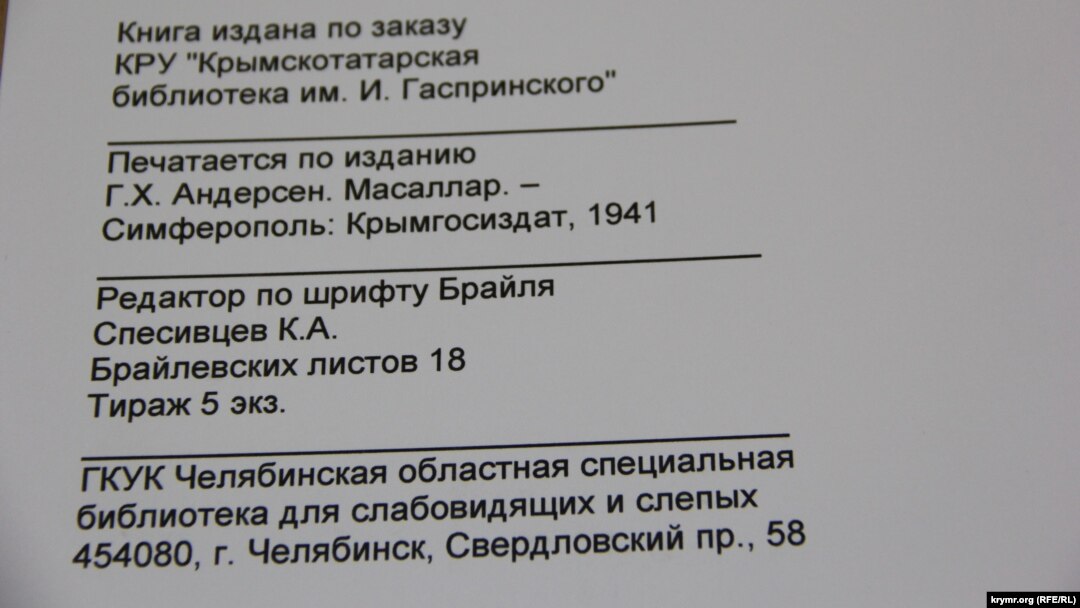 Книга издана по заказу
КРУ "Крымскотатарская
библиотека им. И. Гаспринского"
Печатается по изданию
Г.Х. Андерсен. Масаллар. –
Симферополь: Крымгосиздат, 1941
Редактор по шрифту Брайля
Спесивцев К.А.
Брайлевских листов 18
Тираж 5 экз.
ГКУК Челябинская областная специальная
библиотека для слабовидящих и слепых
454080, г. Челябинск, Свердловский пр., 58
krymr.org (RFE/RL)